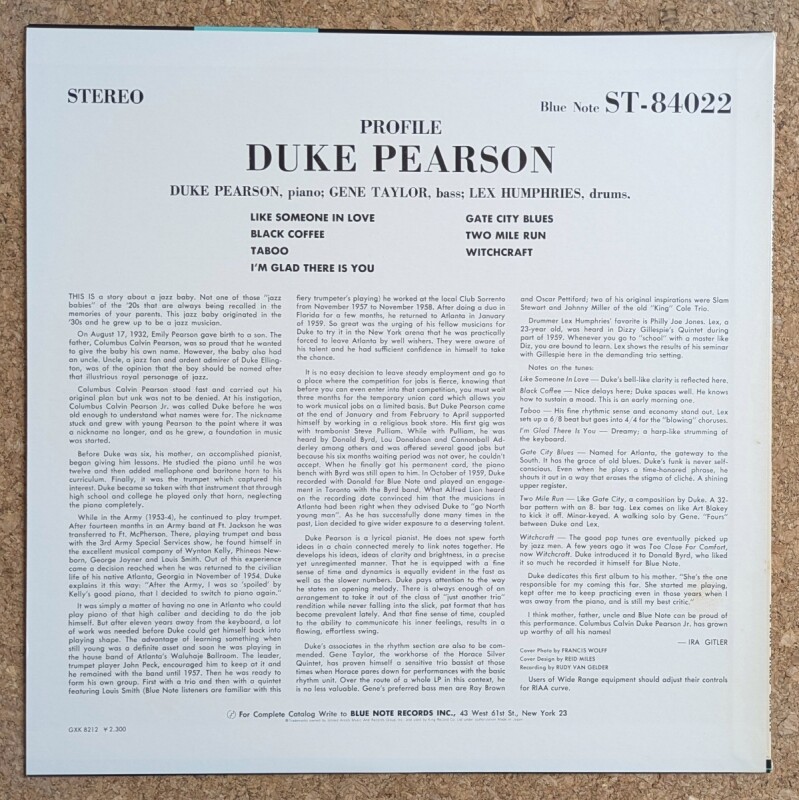 STEREO
Blue Note ST-84022
PROFILE
DUKE PEARSON
DUKE PEARSON, piano; GENE TAYLOR, bass; LEX HUMPHRIES, drums.
LIKE SOMEONE IN LOVE
BLACK COFFEE
TABOO
I'M GLAD THERE IS YOU
GATE CITY BLUES
TWO MILE RUN
WITCHCRAFT
THIS IS a story about a jazz baby. Not one of those "jazz
babies" of the '20s that are always being recalled in the
memories of your parents. This jazz baby originated in the
'30s and he grew up to be a jazz musician.
On August 17, 1932, Emily Pearson gave birth to a son. The
father, Columbus Calvin Pearson, was so proud that he wanted
to give the baby his own name. However, the baby also had
an uncle. Uncle, a jazz fan and ardent admirer of Duke Elling-
ton, was of the opinion that the boy should be named after
that illustrious royal personage of jazz.
Columbus Calvin Pearson stood fast and carried out his
original plan but unk was not to be denied. At his instigation,
Columbus Calvin Pearson Jr. was called Duke before he was
old enough to understand what names were for. The nickname
stuck and grew with young Pearson to the point where it was
a nickname no longer, and as he grew, a foundation in music
was started.
Before Duke was six, his mother, an accomplished pianist,
began giving him lessons. He studied the piano until he was
twelve and then added mellophone and baritone horn to his
curriculum. Finally, it was the trumpet which captured his
interest. Duke became so taken with that instrument that through
high school and college he played only that horn, neglecting
the piano completely.
While in the Army (1953-4), he continued to play trumpet.
After fourteen months in an Army band at Ft. Jackson he was
transferred to Ft. McPherson. There, playing trumpet and bass
with the 3rd Army Special Services show, he found himself in
the excellent musical company of Wynton Kelly, Phineas New-
born, George Joyner and Louis Smith. Out of this experience
came a decision reached when he was returned to the civilian
life of his native Atlanta, Georgia in November of 1954. Duke
explains it this way: "After the Army, I was so 'spoiled' by
Kelly's good piano, that I decided to switch to piano again."
It was simply a matter of having no one in Atlanta who could
play piano of that high caliber and deciding to do the job
himself. But after eleven years away from the keyboard, a lot
of work was needed before Duke could get himself back into
playing shape. The advantage of learning something when
still young was a definite asset and soon he was playing in
the house band of Atlanta's Waluhaje Ballroom. The leader,
trumpet player John Peck, encouraged him to keep at it and
he remained with the band until 1957. Then he was ready to
form his own group. First with a trio and then with a quintet
featuring Louis Smith (Blue Note listeners are familiar with this
fiery trumpeter's playing) he worked at the local Club Sorrento
from November 1957 to November 1958. After doing a duo in
Florida for a few months, he returned to Atlanta in January
of 1959. So great was the urging of his fellow musicians for
Duke to try it in the New York arena that he was practically
forced to leave Atlanta by well wishers. They were aware of
his talent and he had sufficient confidence in himself to take
the chance.
It is no easy decision to leave steady employment and go to
a place where the competition for jobs is fierce, knowing that
before you can even enter into that competition, you must wait
three months for the temporary union card which allows you
to work musical jobs on a limited basis. But Duke Pearson came
at the end of January and from February to April supported
himself by working in a religious book store. His first gig was
with trombonist Steve Pulliam. While with Pulliam, he was
heard by Donald Byrd, Lou Donaldson and Cannonball Ad-
derley among others and was offered several good jobs but
because his six months waiting period was not over, he couldn't
accept. When he finally got his permanent card, the piano
bench with Byrd was still open to him. In October of 1959, Duke
recorded with Donald for Blue Note and played an engage-
ment in Toronto with the Byrd band. What Alfred Lion heard
on the recording date convinced him that the musicians in
Atlanta had been right when they advised Duke to "go North
young man". As he has successfully done many times in the
past, Lion decided to give wider exposure to a deserving talent.
Duke Pearson is a lyrical pianist. He does not spew forth
ideas in a chain connected merely to link notes together. He
develops his ideas, ideas of clarity and brightness, in a precise
yet unregimented manner. That he is equipped with a fine
sense of time and dynamics is equally evident in the fast as
well as the slower numbers. Duke pays attention to the way
he states an opening melody. There is always enough of an
arrangement to take it out of the class of "just another trio"
rendition while never falling into the slick, pat format that has
become prevalent lately. And that fine sense of time, coupled
to the ability to communicate his inner feelings, results in a
flowing, effortless swing.
Duke's associates in the rhythm section are also to be com-
mended. Gene Taylor, the workhorse of the Horace Silver
Quintet, has proven himself a sensitive trio bassist at those
times when Horace pares down for performances with the basic
rhythm unit. Over the route of a whole LP in this context, he
is no less valuable. Gene's preferred bass men are Ray Brown
and Oscar Pettiford; two of his original inspirations were Slam
Stewart and Johnny Miller of the old "King" Cole Trio.
Drummer Lex Humphries' favorite is Philly Joe Jones. Lex, a
23-year old, was heard in Dizzy Gillespie's Quintet during
part of 1959. Whenever you go to "school" with a master like
Diz, you are bound to learn. Lex shows the results of his seminar
with Gillespie here in the demanding trio setting.
Notes on the tunes:
Like Someone In Love — Duke's bell-like clarity is reflected here.
Black Coffee — Nice delays here; Duke spaces well. He knows
how to sustain a mood. This is an early morning one.
Taboo — His fine rhythmic sense and economy stand out. Lex
sets up a 6/8 beat but goes into 4/4 for the "blowing" choruses.
I'm Glad There Is You — Dreamy; a harp-like strumming of
the keyboard.
Gate City Blues — Named for Atlanta, the gateway to the
South. It has the grace of old blues. Duke's funk is never self-
conscious. Even when he plays a time-honored phrase, he
shouts it out in a way that erases the stigma of cliché. A shining
upper register.
Two Mile Run — Like Gate City, a composition by Duke. A 32-
bar pattern with an 8- bar tag. Lex comes on like Art Blakey
to kick it off. Minor-keyed. A walking solo by Gene. "Fours"
between Duke and Lex.
Witchcraft — The good pop tunes are eventually picked up
by jazz men. A few years ago it was Too Close For Comfort,
now Witchcraft. Duke introduced it to Donald Byrd, who liked
it so much he recorded it himself for Blue Note.
Duke dedicates this first album to his mother. "She's the one
responsible for my coming this far. She started me playing,
kept after me to keep practicing even in those years when I
was away from the piano, and is still my best critic."
I think mother, father, uncle and Blue Note can be proud of
this performance. Columbus Calvin Duke Pearson Jr. has grown
up worthy of all his names!
— IRA GITLER
Cover Photo by FRANCIS WOLFF
Cover Design by REID MILES
Recording by RUDY VAN GELDER
Users of Wide Range equipment should adjust their controls
for RIAA curve.
For Complete Catalog Write to BLUE NOTE RECORDS INC., 43 West 61st St., New York 23
GXK 8212 ¥2,300